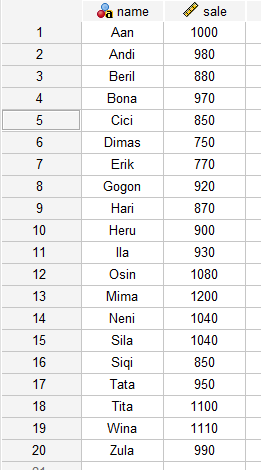 name sale
1 Aan 1000
2 Andi 980
3 Beril 880
4 Bona 970
5 Cici 850
6 Dimas 750
7 Erik 770
8 Gogon 920
9 Hari 870
10 Heru 900
11 Ila 930
12 Osin 1080
13 Mima 1200
14 Neni 1040
15 Sila 1040
16 Siqi 850
17 Tata 950
18 Tita 1100
19 Wina 1110
20 Zula 990